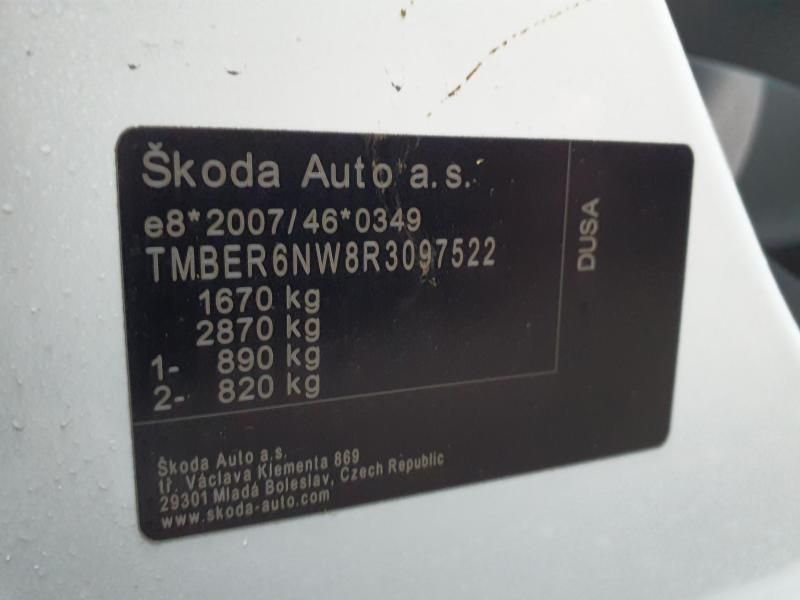 Škoda Auto a.s.
e8*2007/46*0349
TMBER6NW8R3097522
1670 kg
2870 kg
1- 890 kg
2- 820 kg
DUSA
Škoda Auto a.s.
tř. Václava Klementa 869
29301 Mladá Boleslav, Czech Republic
www.skoda-auto.com